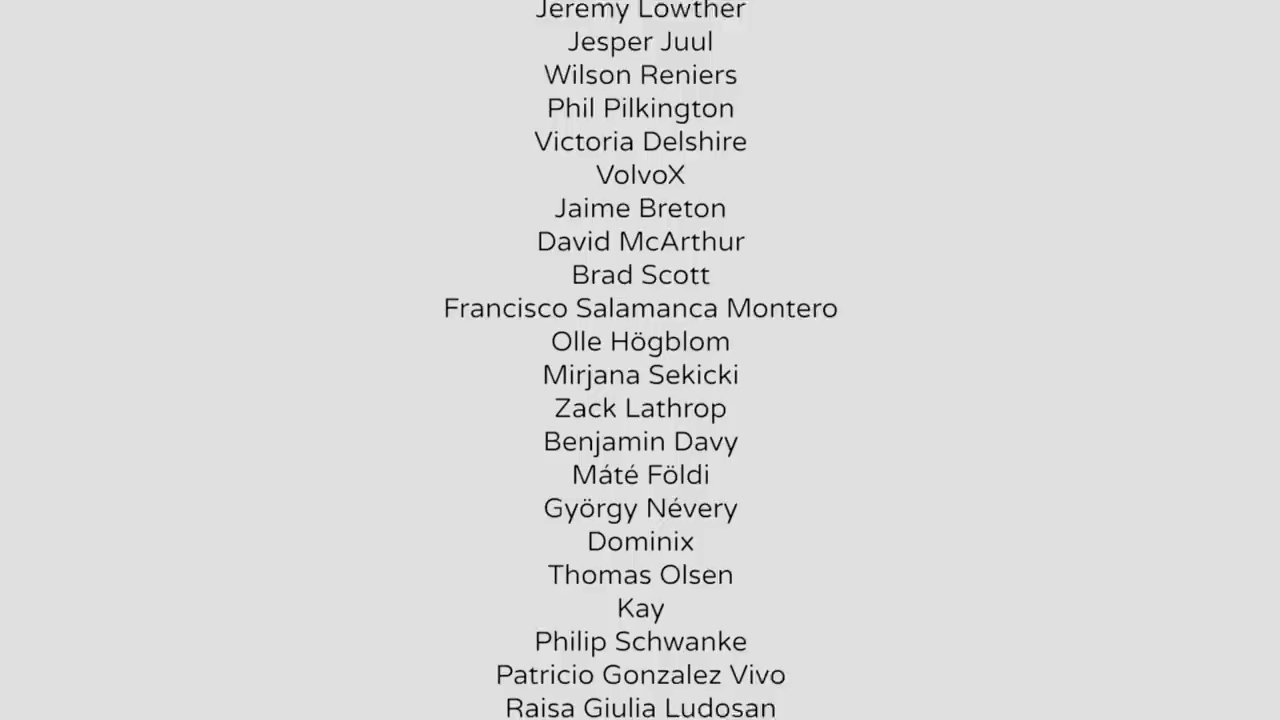 Jeremy Lowther
Jesper Juul
Wilson Reniers
Phil Pilkington
Victoria Delshire
VolvoX
Jaime Breton
David McArthur
Brad Scott
Francisco Salamanca Montero
Olle Högblom
Mirjana Sekicki
Zack Lathrop
Benjamin Davy
Máté Földi
György Névery
Dominix
Thomas Olsen
Kay
Philip Schwanke
Patricio Gonzalez Vivo
Raisa Giulia Ludosan